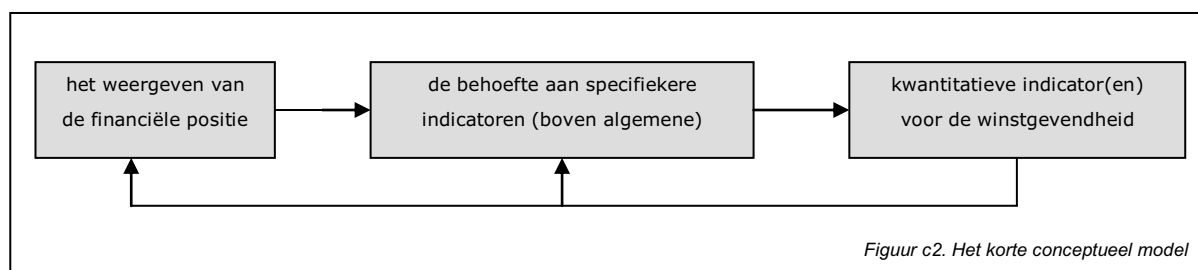 het weergeven van
de financiële positie
de behoefte aan specifiekere
indicatoren (boven algemene)
kwantitatieve indicator(en)
voor de winstgevendheid
Figuur c2. Het korte conceptueel model